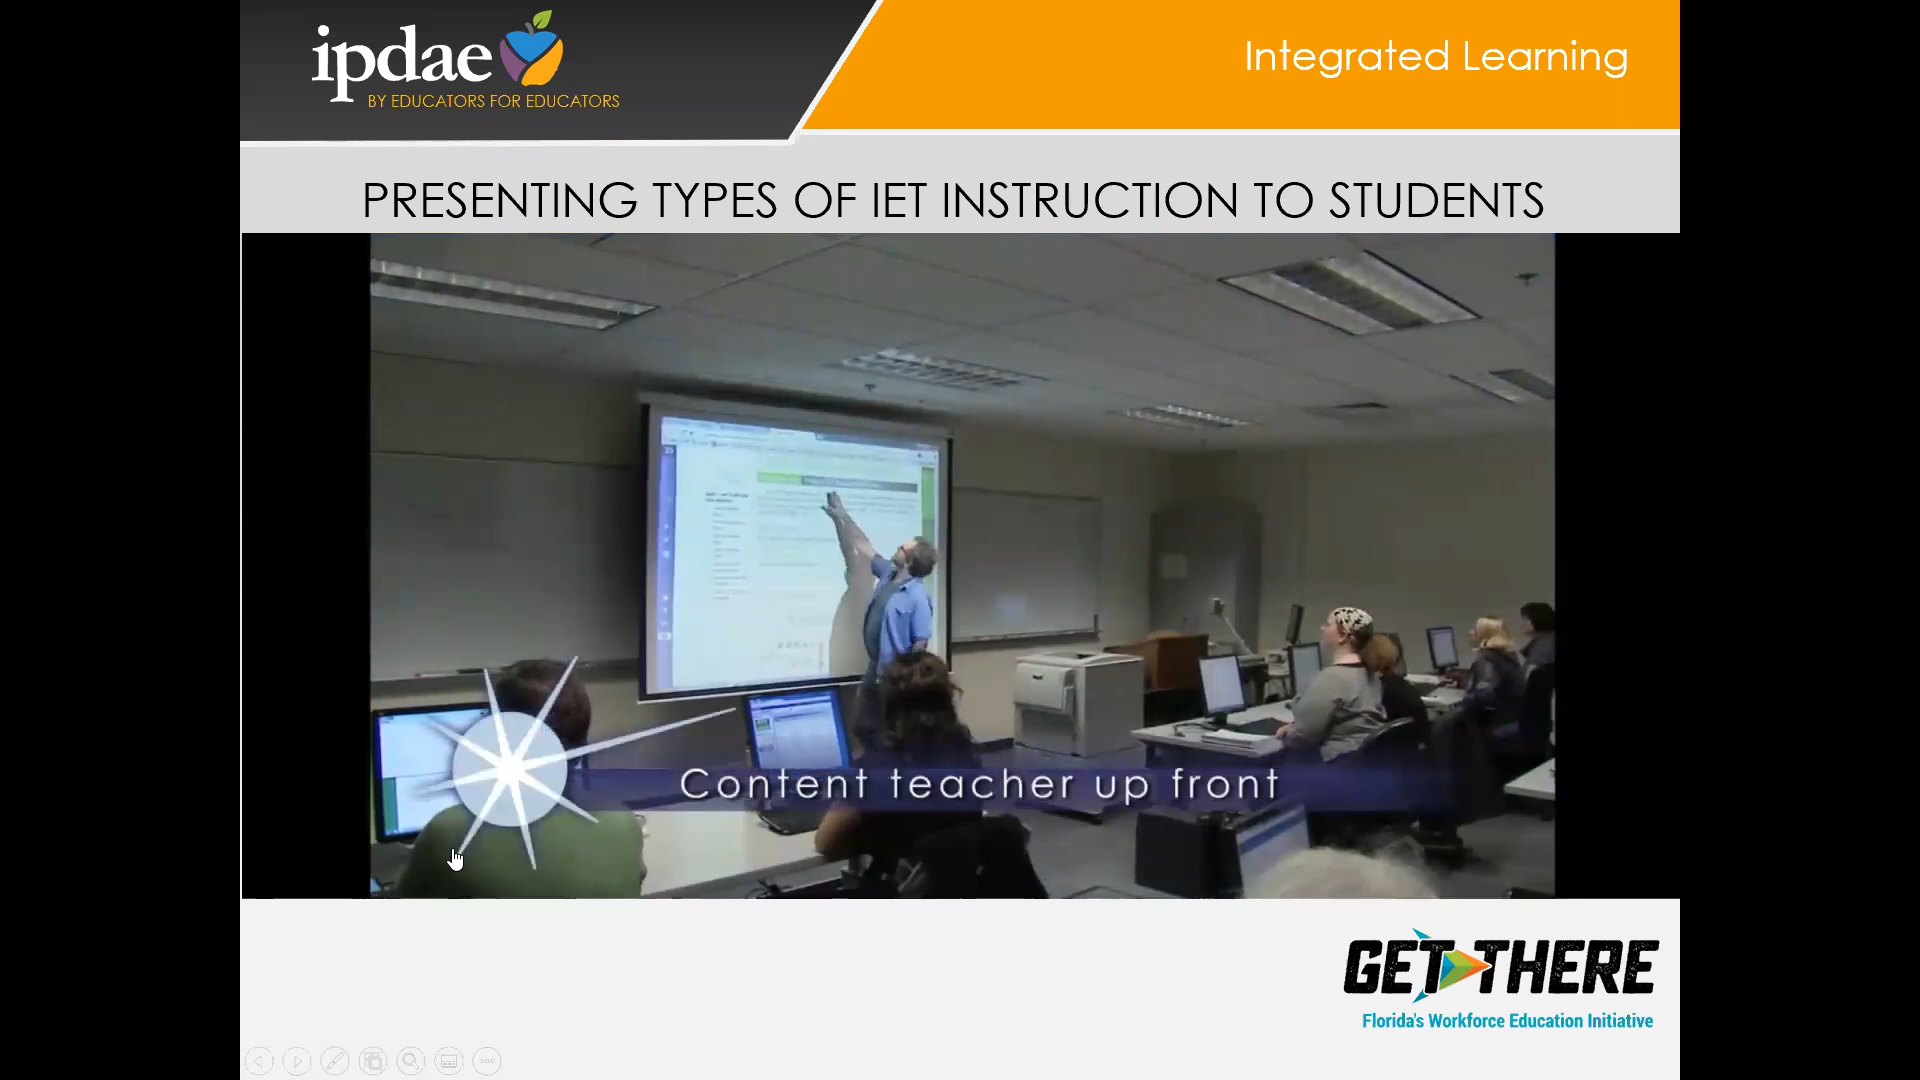 ipdae
BY EDUCATORS FOR EDUCATORS
Integrated Learning
PRESENTING TYPES OF IET INSTRUCTION TO STUDENTS
Content teacher up front
GET THERE
Florida's Workforce Education Initiative